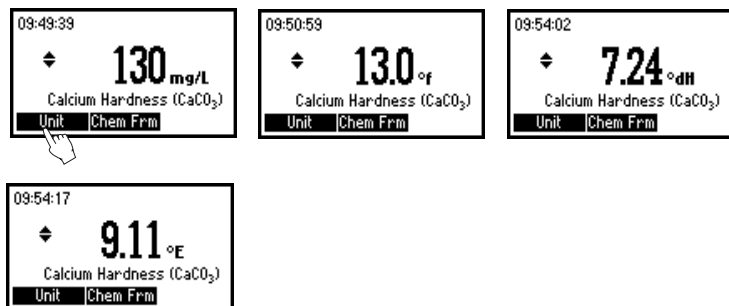 09:49:39
130 mg/L
Calcium Hardness (CaCO₃)
Unit Chem Frm
09:50:59
13.0 °f
Calcium Hardness (CaCO₃)
Unit Chem Frm
09:54:02
7.24 °dH
Calcium Hardness (CaCO₃)
Unit Chem Frm
09:54:17
9.11 °E
Calcium Hardness (CaCO₃)
Unit Chem Frm